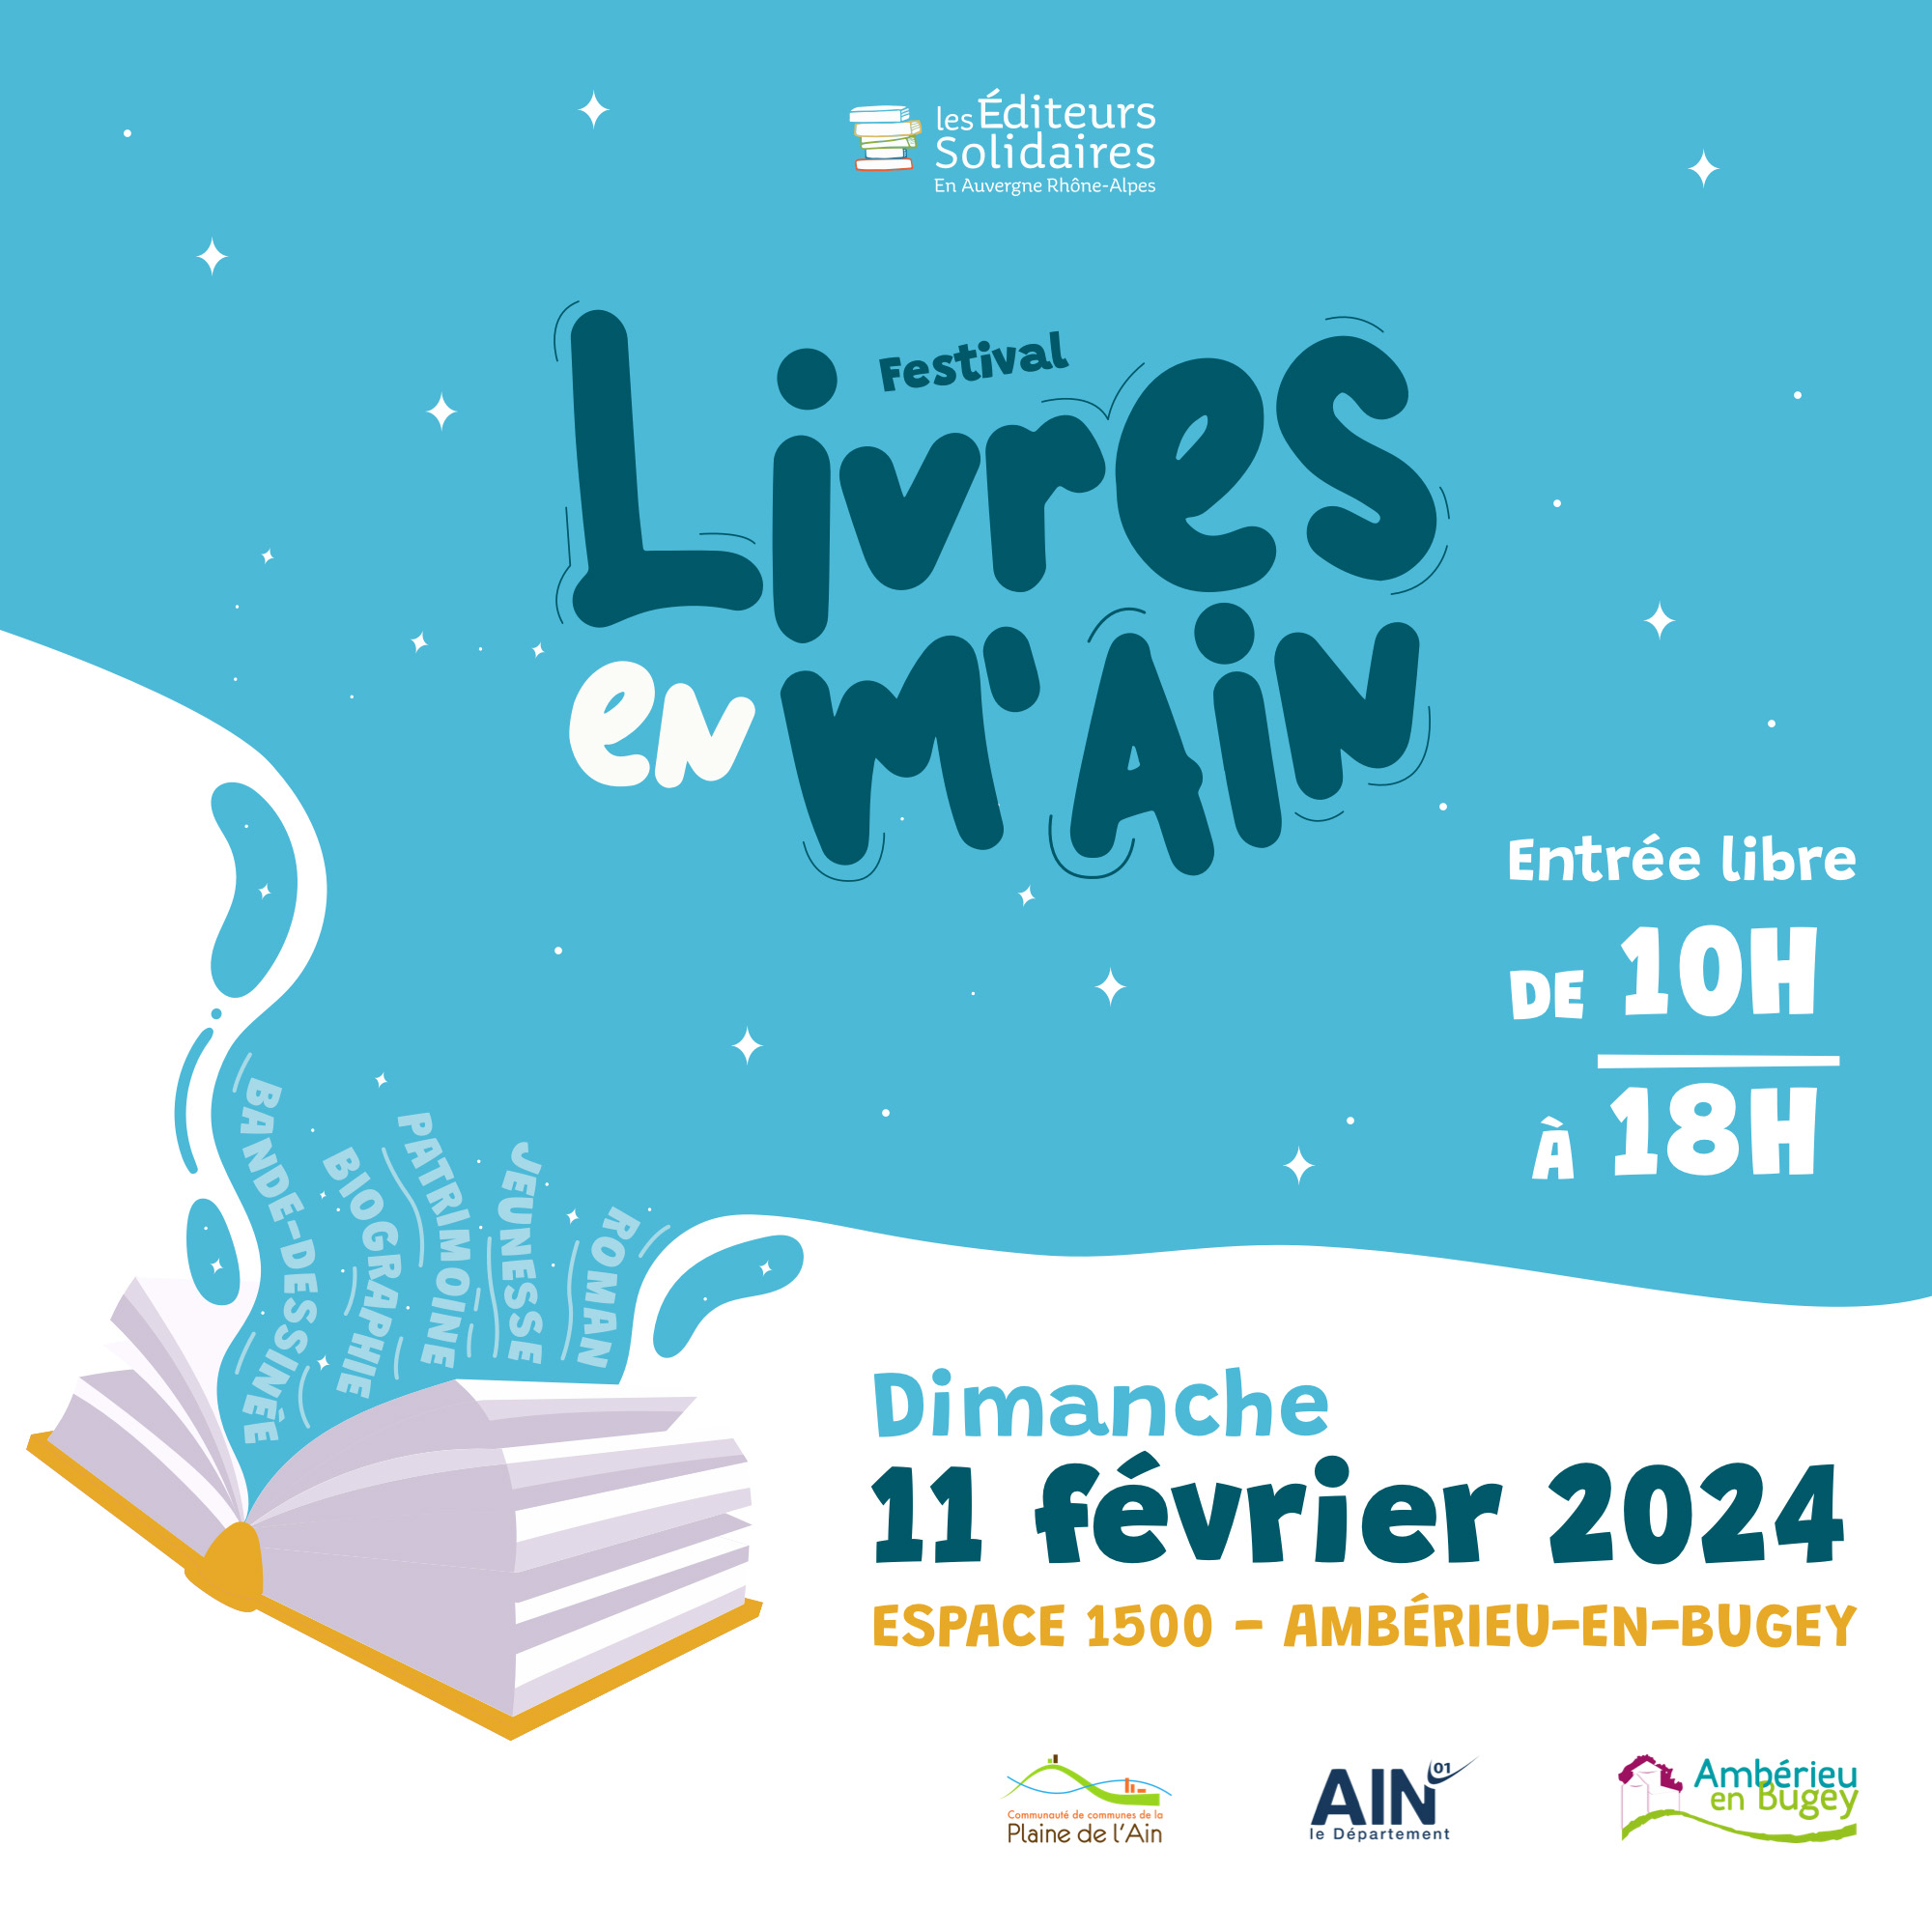 les Éditeurs
Solidaires
En Auvergne Rhône-Alpes
Festival
Livres
en m'Ain
Entrée libre
DE 10H
À 18H
BANDE-DESSINÉE
BIOGRAPHIE
PATRIMOINE
JEUNESSE
ROMAN
Dimanche
11 février 2024
ESPACE 1500 - AMBÉRIEU-EN-BUGEY
Communauté de communes de la
Plaine de l'Ain
AIN 01
le Département
Ambérieu
en Bugey